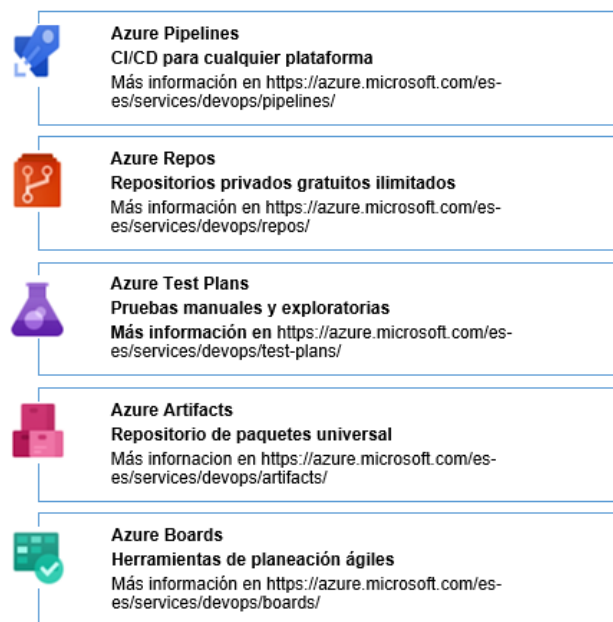 Azure Pipelines
CI/CD para cualquier plataforma
Más información en https://azure.microsoft.com/es-
es/services/devops/pipelines/
Azure Repos
Repositorios privados gratuitos ilimitados
Más información en https://azure.microsoft.com/es-
es/services/devops/repos/
Azure Test Plans
Pruebas manuales y exploratorias
Más información en https://azure.microsoft.com/es-
es/services/devops/test-plans/
Azure Artifacts
Repositorio de paquetes universal
Más infornacion en https://azure.microsoft.com/es-
es/services/devops/artifacts/
Azure Boards
Herramientas de planeación ágiles
Más información en https://azure.microsoft.com/es-
es/services/devops/boards/